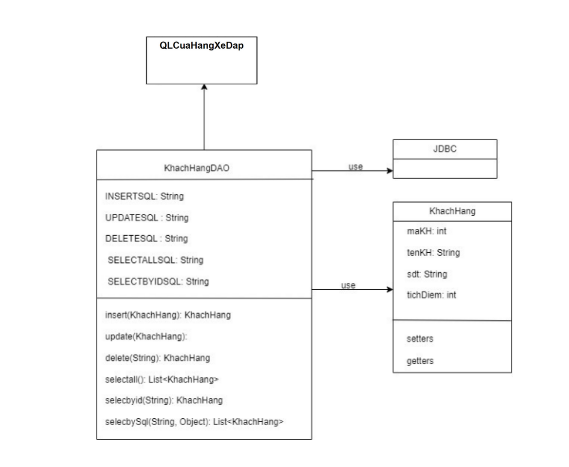 QLCuaHangXeDap
KhachHangDAO
INSERTSQL: String
UPDATESQL : String
DELETESQL : String
SELECTALLSQL: String
SELECTBYIDSQL: String
insert(KhachHang): KhachHang
update(KhachHang):
delete(String): KhachHang
selectall(): List<KhachHang>
selecbyid(String): KhachHang
selecbySql(String, Object): List<KhachHang>
use
JDBC
use
KhachHang
maKH: int
tenKH: String
sdt: String
tichDiem: int
setters
getters